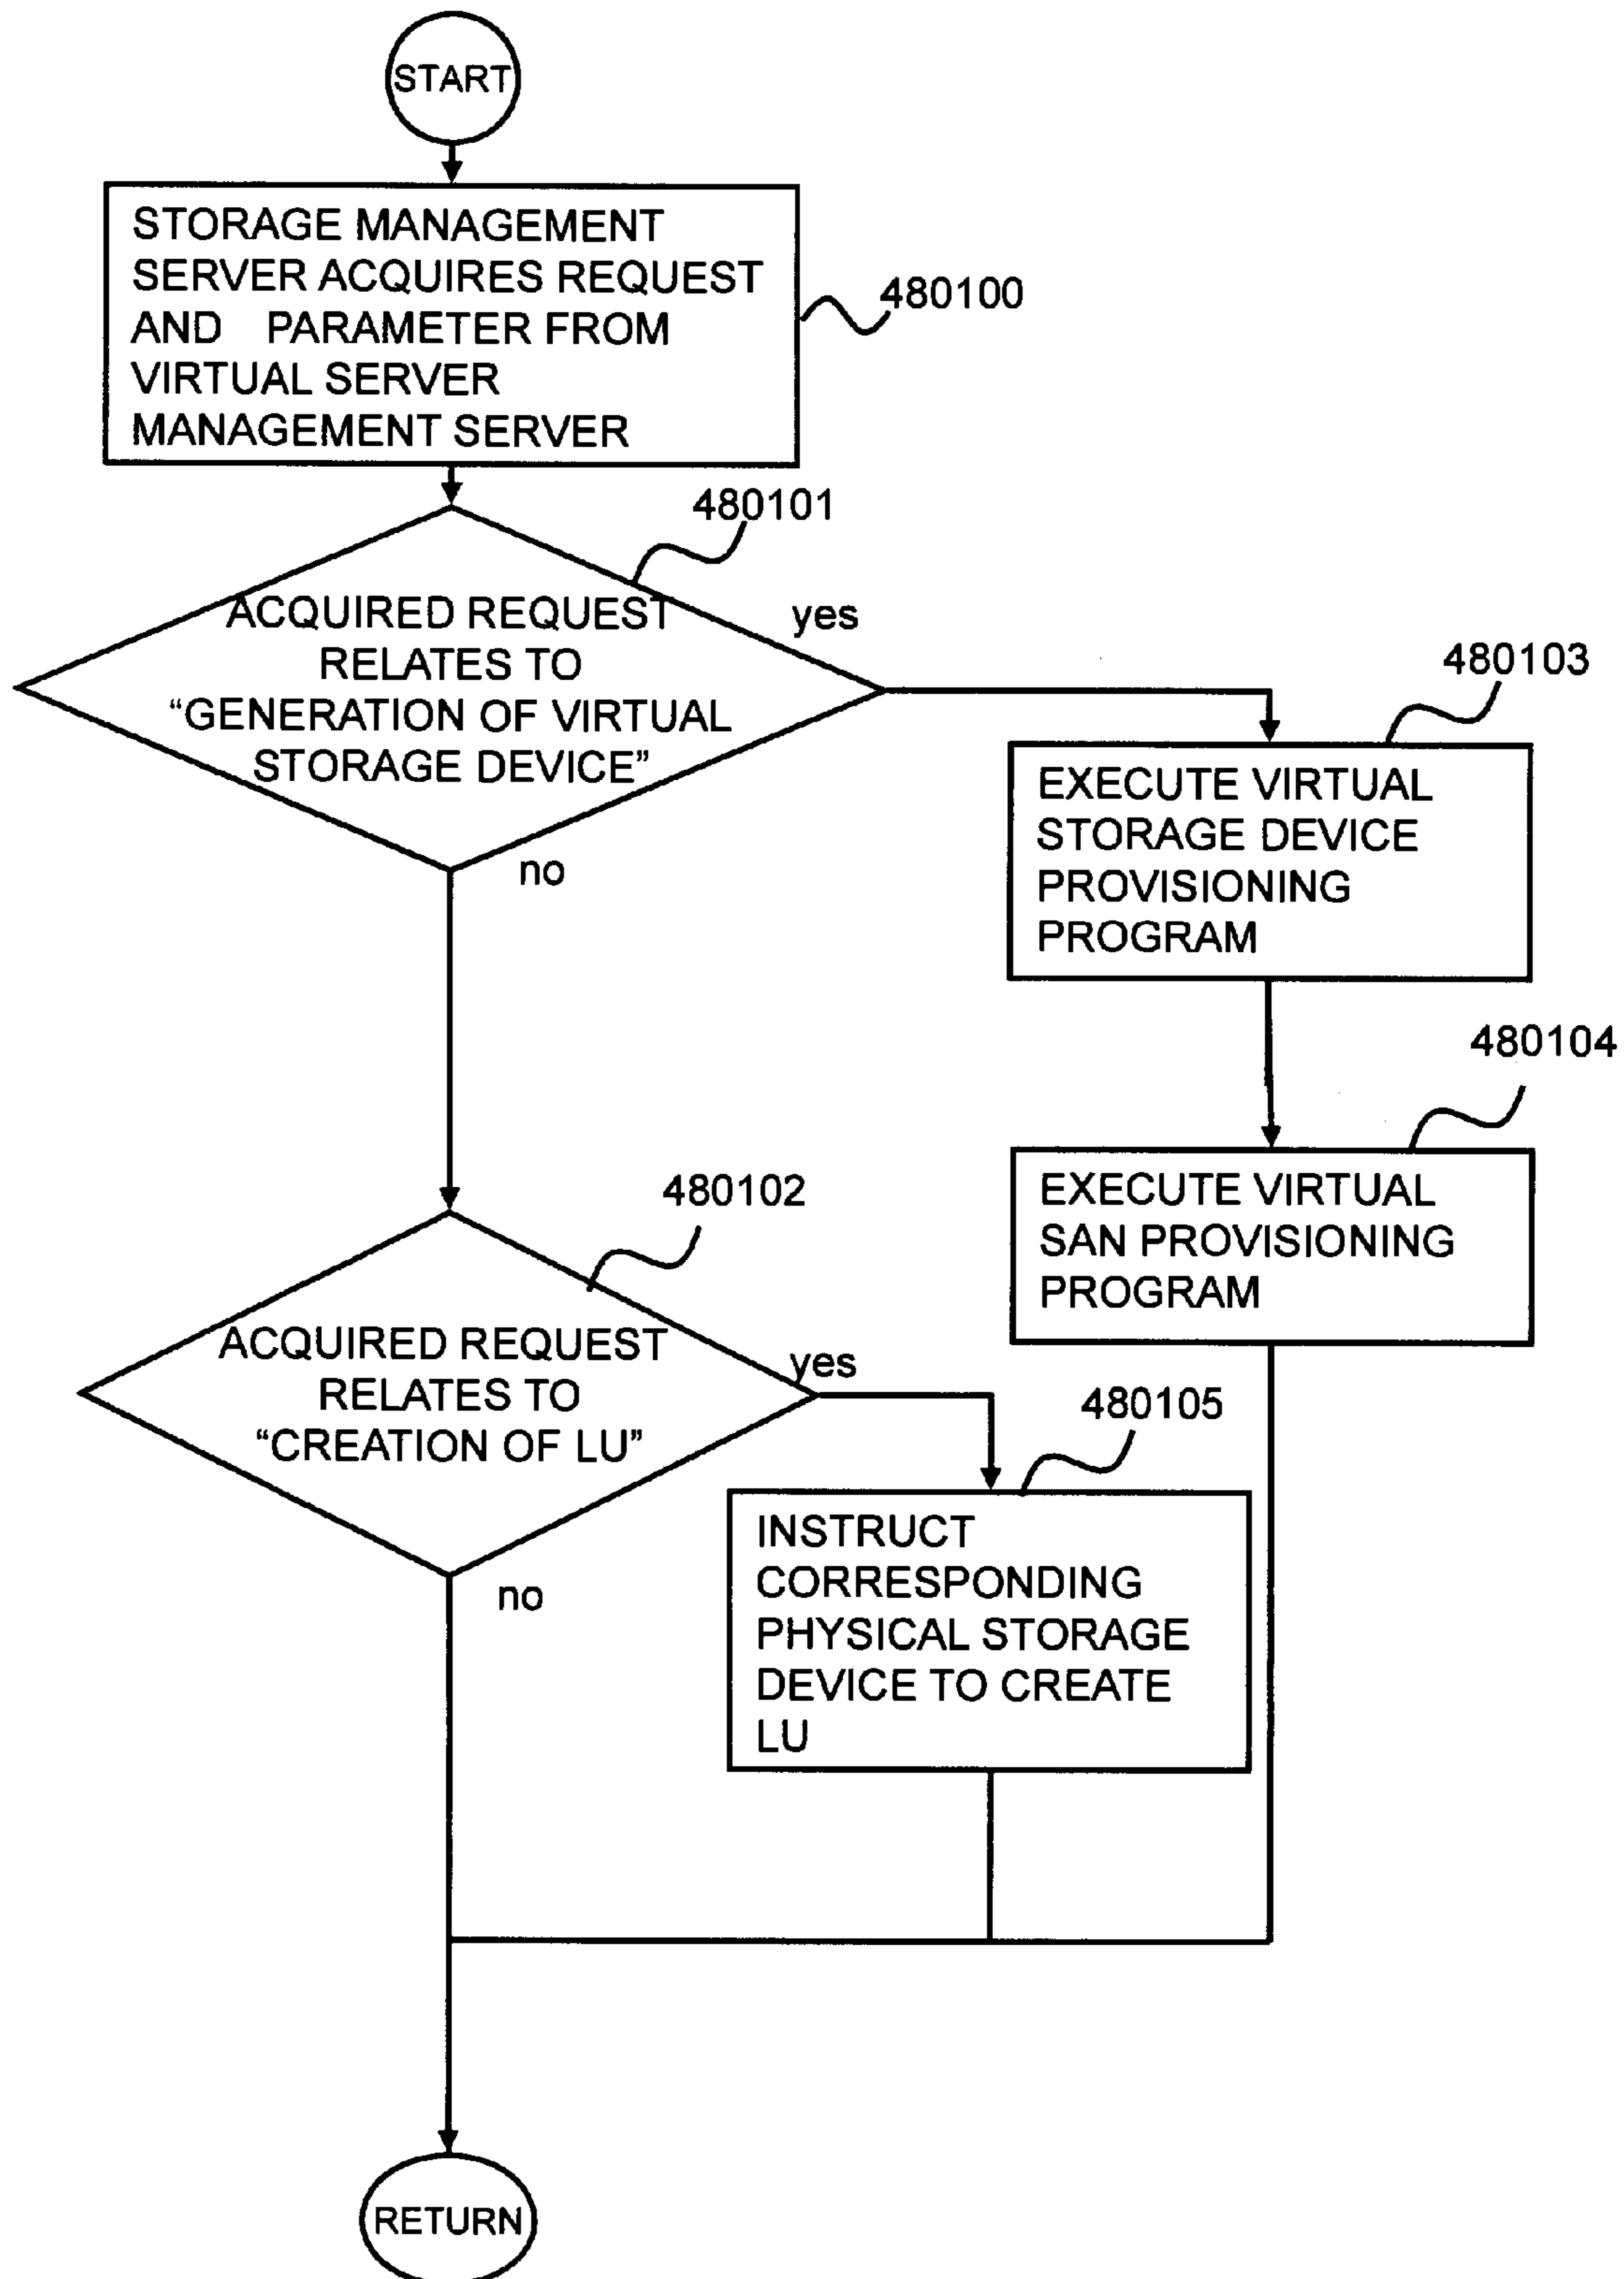 START
STORAGE MANAGEMENT
SERVER ACQUIRES REQUEST
AND PARAMETER FROM
VIRTUAL SERVER
MANAGEMENT SERVER
480100
480101
ACQUIRED REQUEST
RELATES TO
“GENERATION OF VIRTUAL
STORAGE DEVICE”
yes
no
480103
EXECUTE VIRTUAL
STORAGE DEVICE
PROVISIONING
PROGRAM
480104
EXECUTE VIRTUAL
SAN PROVISIONING
PROGRAM
480102
ACQUIRED REQUEST
RELATES TO
“CREATION OF LU”
yes
no
480105
INSTRUCT
CORRESPONDING
PHYSICAL STORAGE
DEVICE TO CREATE
LU
RETURN